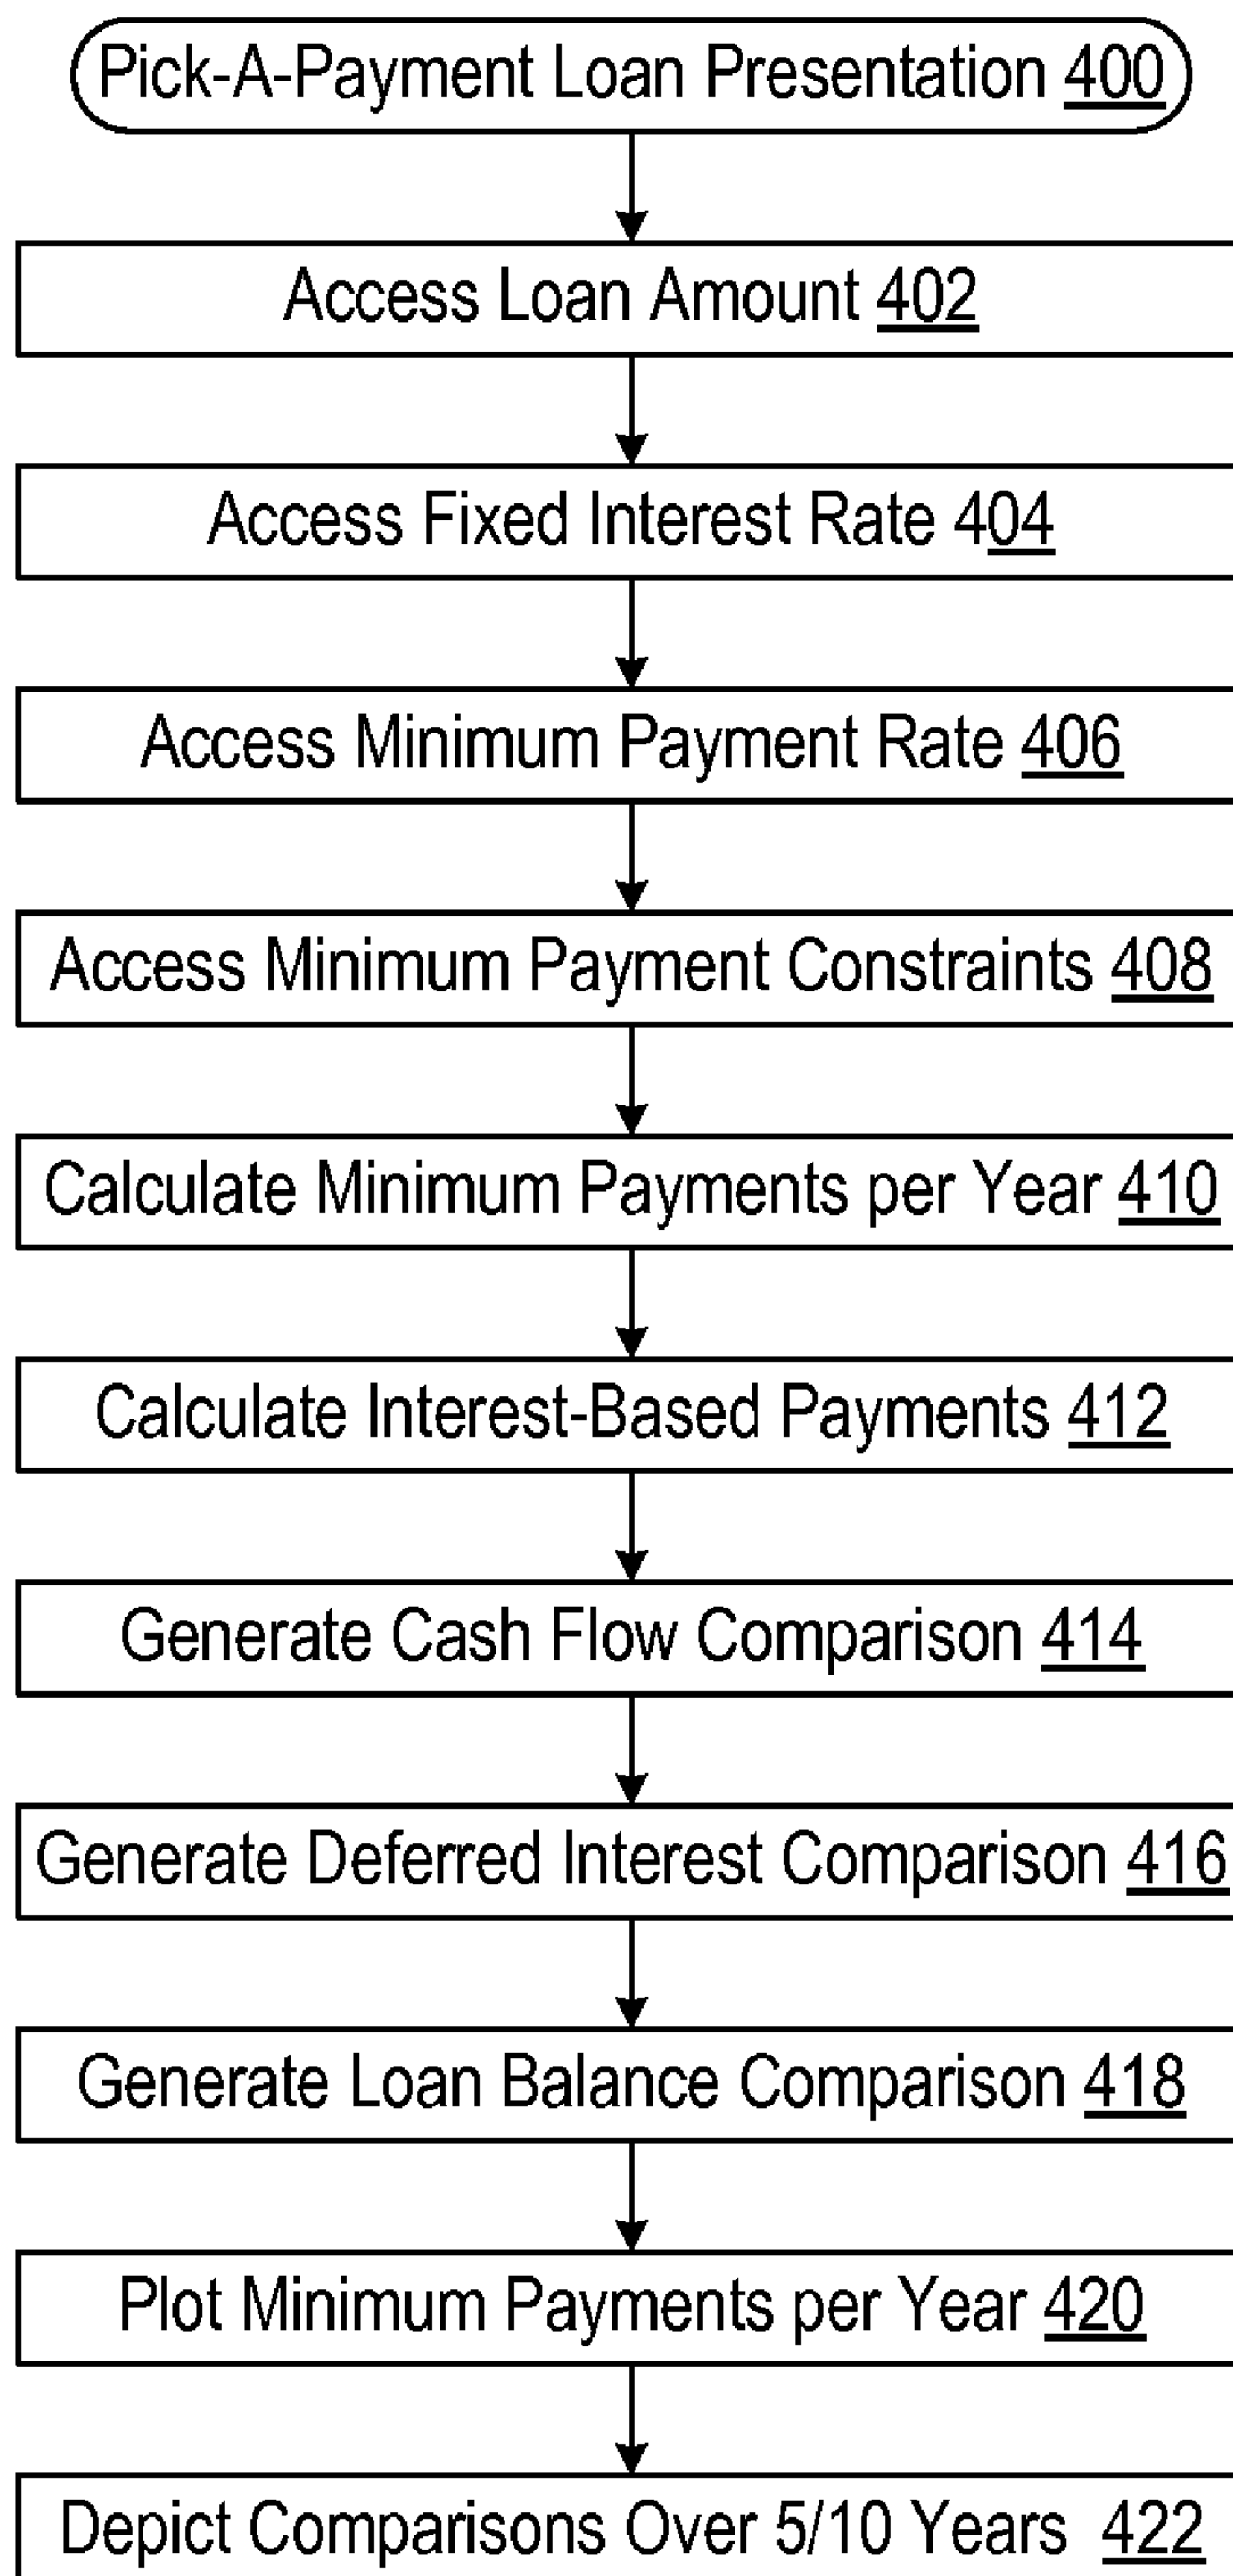 Pick-A-Payment Loan Presentation 400
Access Loan Amount 402
Access Fixed Interest Rate 404
Access Minimum Payment Rate 406
Access Minimum Payment Constraints 408
Calculate Minimum Payments per Year 410
Calculate Interest-Based Payments 412
Generate Cash Flow Comparison 414
Generate Deferred Interest Comparison 416
Generate Loan Balance Comparison 418
Plot Minimum Payments per Year 420
Depict Comparisons Over 5/10 Years 422